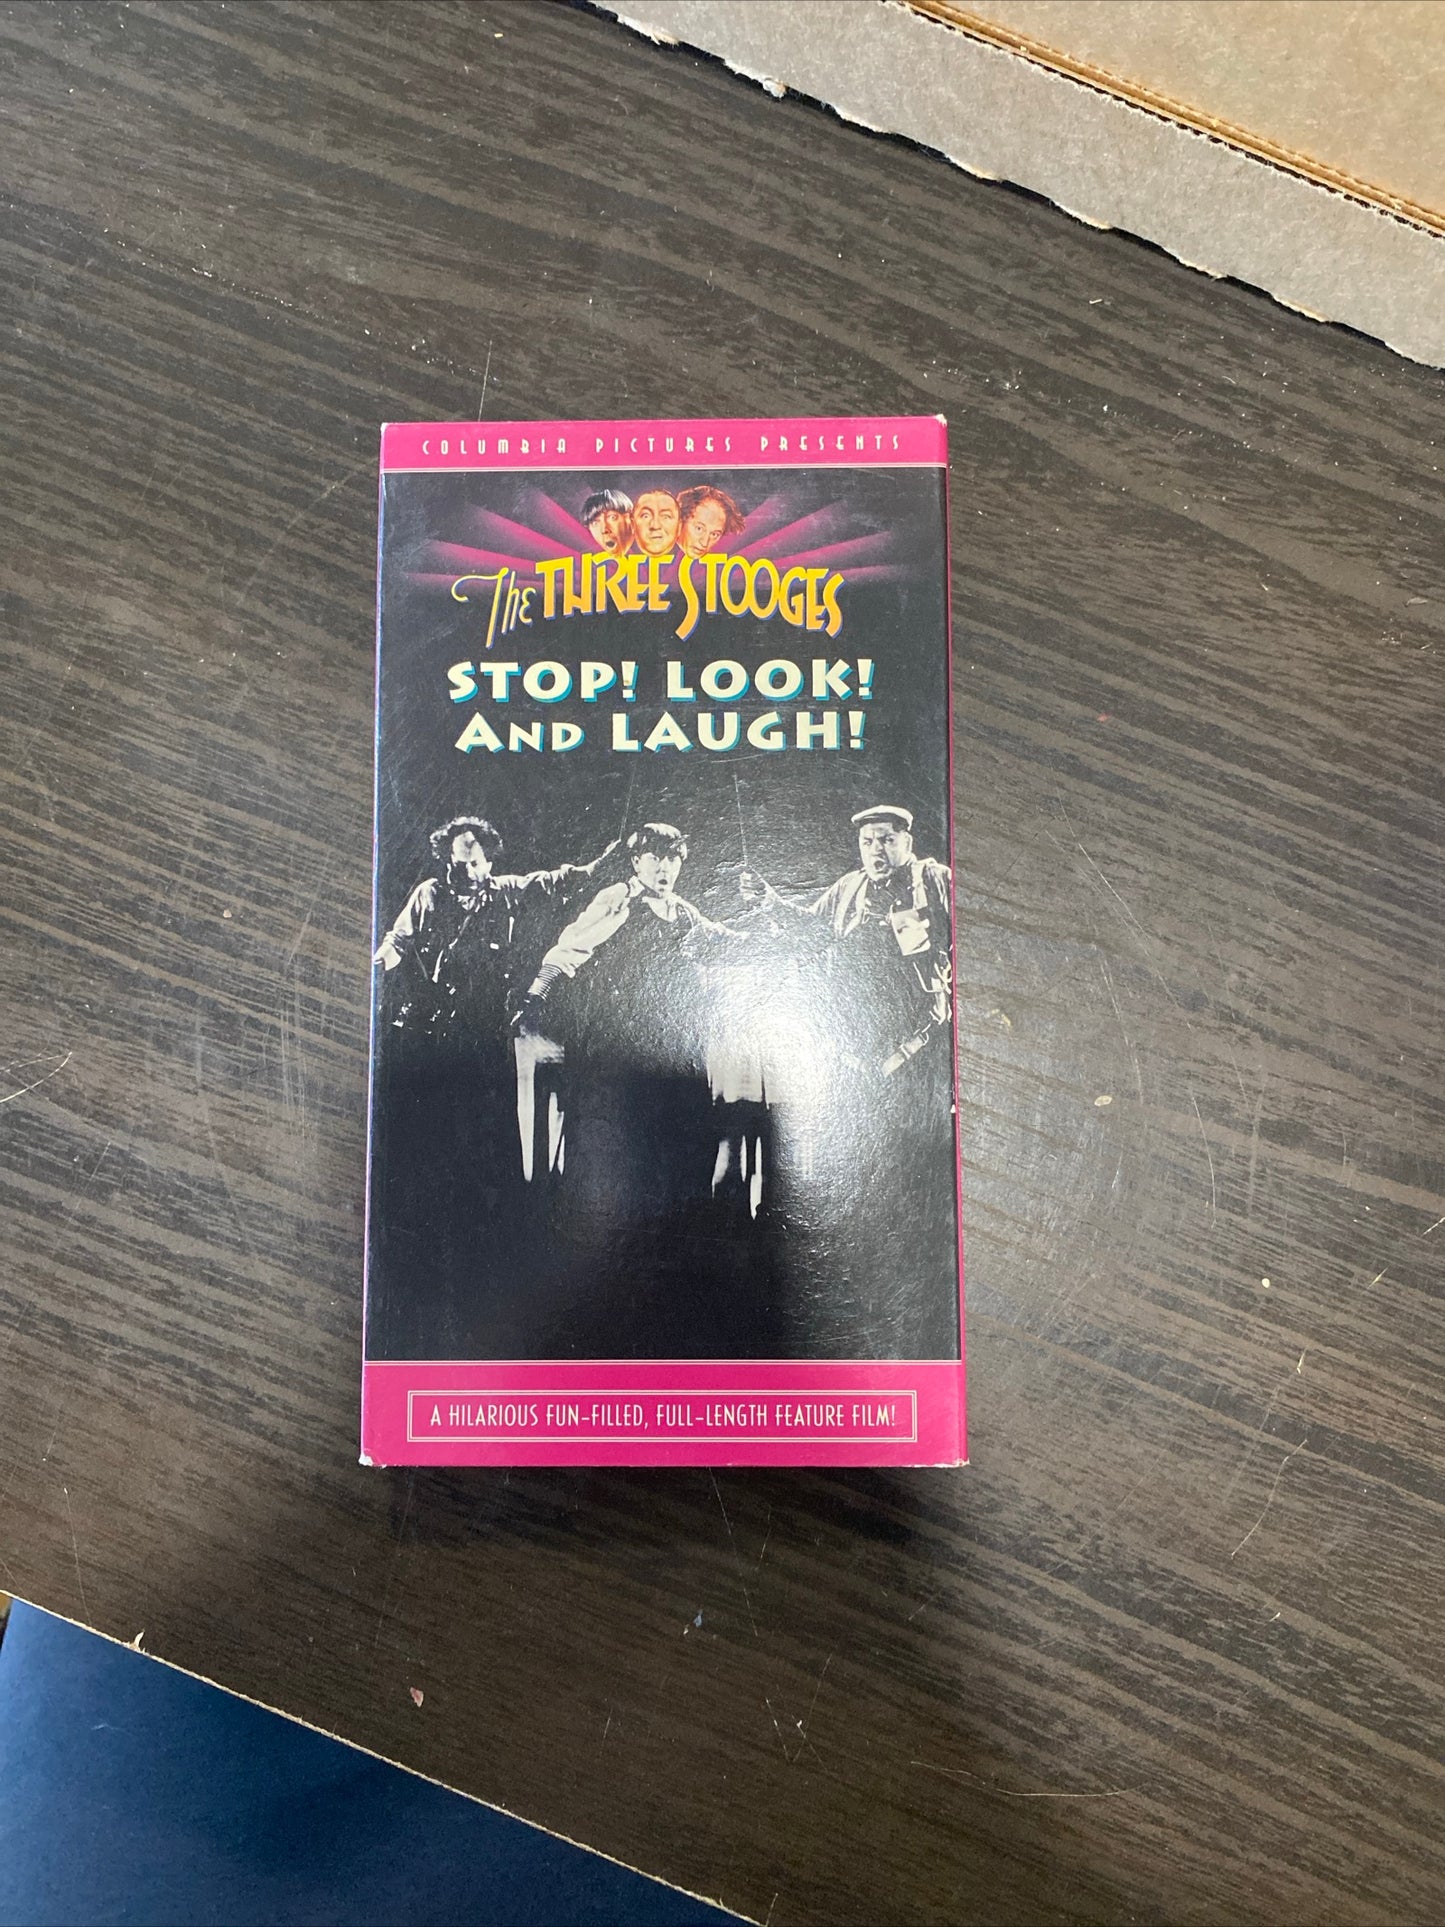 COLUMBIA PICTURES PRESENTS
The THREE STOOGES
STOP! LOOK!
AND LAUGH!
A HILARIOUS FUN-FILLED, FULL-LENGTH FEATURE FILM!